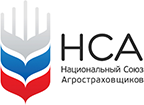 НСА
Национальный Союз
Агростраховщиков